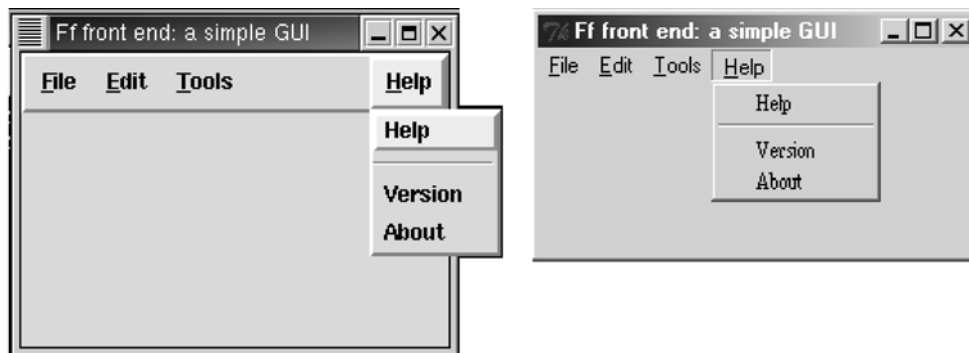 Ff front end: a simple GUI
File Edit Tools Help
Help
Version
About
Ff front end: a simple GUI
File Edit Tools Help
Help
Version
About